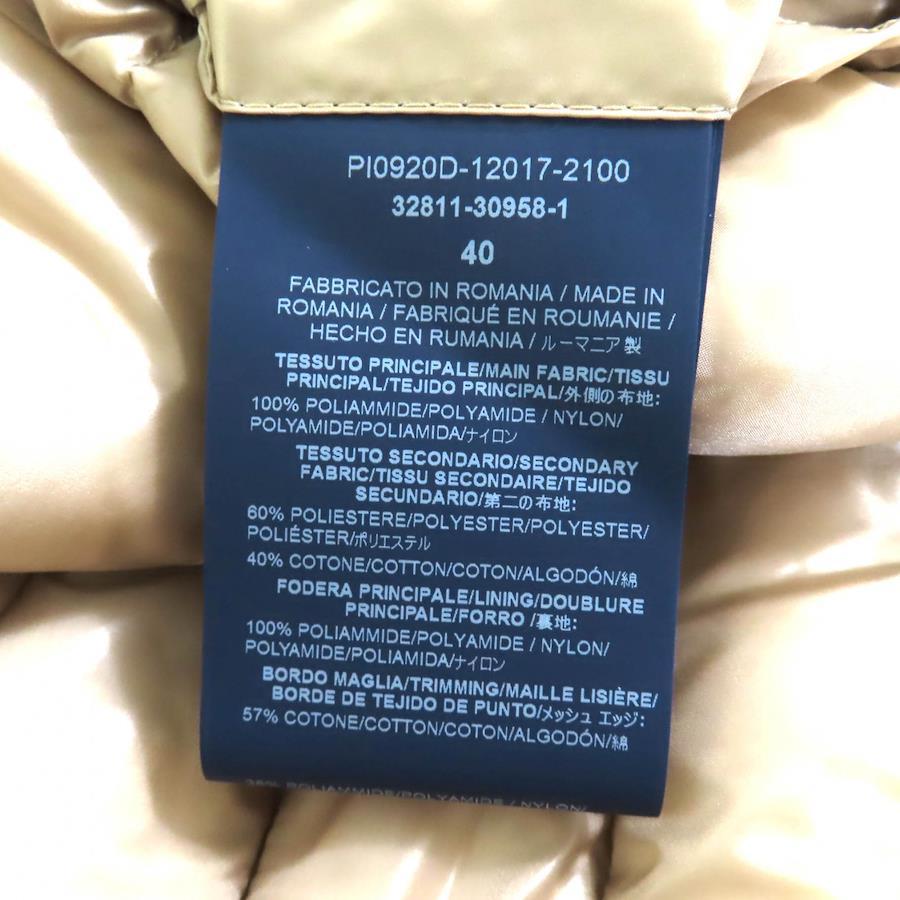 PI0920D-12017-2100
32811-30958-1
40
FABBRICATO IN ROMANIA / MADE IN
ROMANIA / FABRIQUÉ EN ROUMANIE /
HECHO EN RUMANIA / ルーマニア製
TESSUTO PRINCIPALE/MAIN FABRIC/TISSU
PRINCIPAL/TEJIDO PRINCIPAL/外側の布地:
100% POLIAMMIDE/POLYAMIDE / NYLON/
POLYAMIDE/POLIAMIDA/ナイロン
TESSUTO SECONDARIO/SECONDARY
FABRIC/TISSU SECONDAIRE/TEJIDO
SECUNDARIO/第二の布地:
60% POLIESTERE/POLYESTER/POLYESTER/
POLIÉSTER/ポリエステル
40% COTONE/COTTON/COTON/ALGODÓN/綿
FODERA PRINCIPALE/LINING/DOUBLURE
PRINCIPALE/FORRO /裏地:
100% POLIAMMIDE/POLYAMIDE / NYLON/
POLYAMIDE/POLIAMIDA/ナイロン
BORDO MAGLIA/TRIMMING/MAILLE LISIÈRE/
BORDE DE TEJIDO DE PUNTO/メッシュ エッジ:
57% COTONE/COTTON/COTON/ALGODÓN/綿
POLIAMMIDE/POLYAMIDE / NYLON/